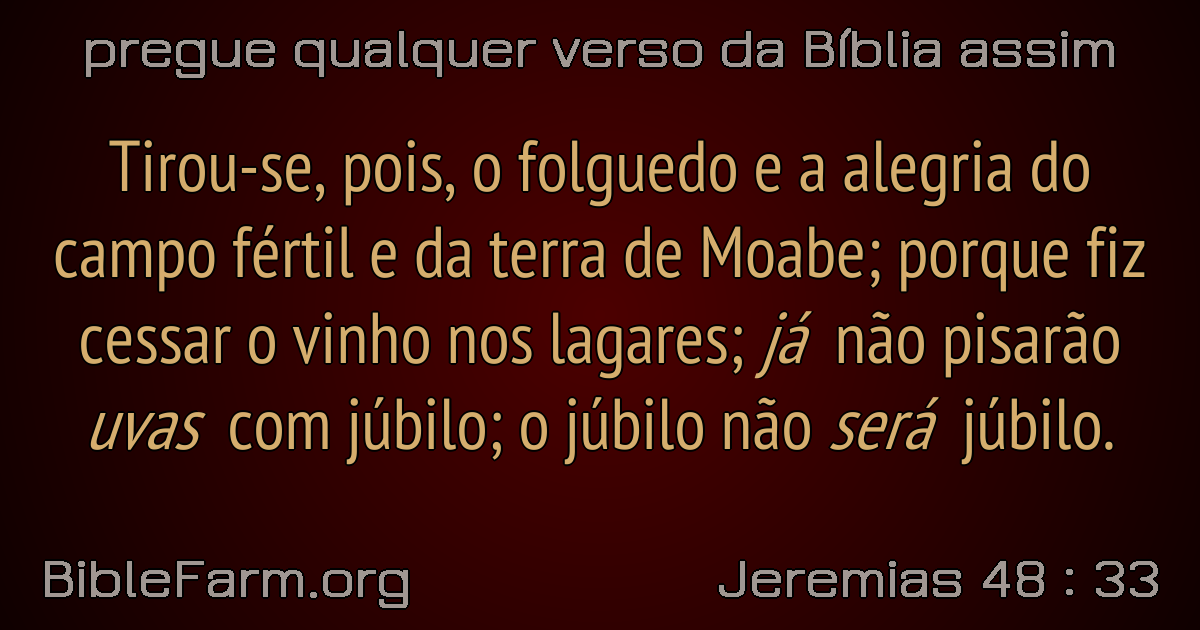 pregue qualquer verso da Bíblia assim
Tirou-se, pois, o folguedo e a alegria do
campo fértil e da terra de Moabe; porque fiz
cessar o vinho nos lagares; já não pisarão
uvas com júbilo; o júbilo não será júbilo.
BibleFarm.org
Jeremias 48 : 33